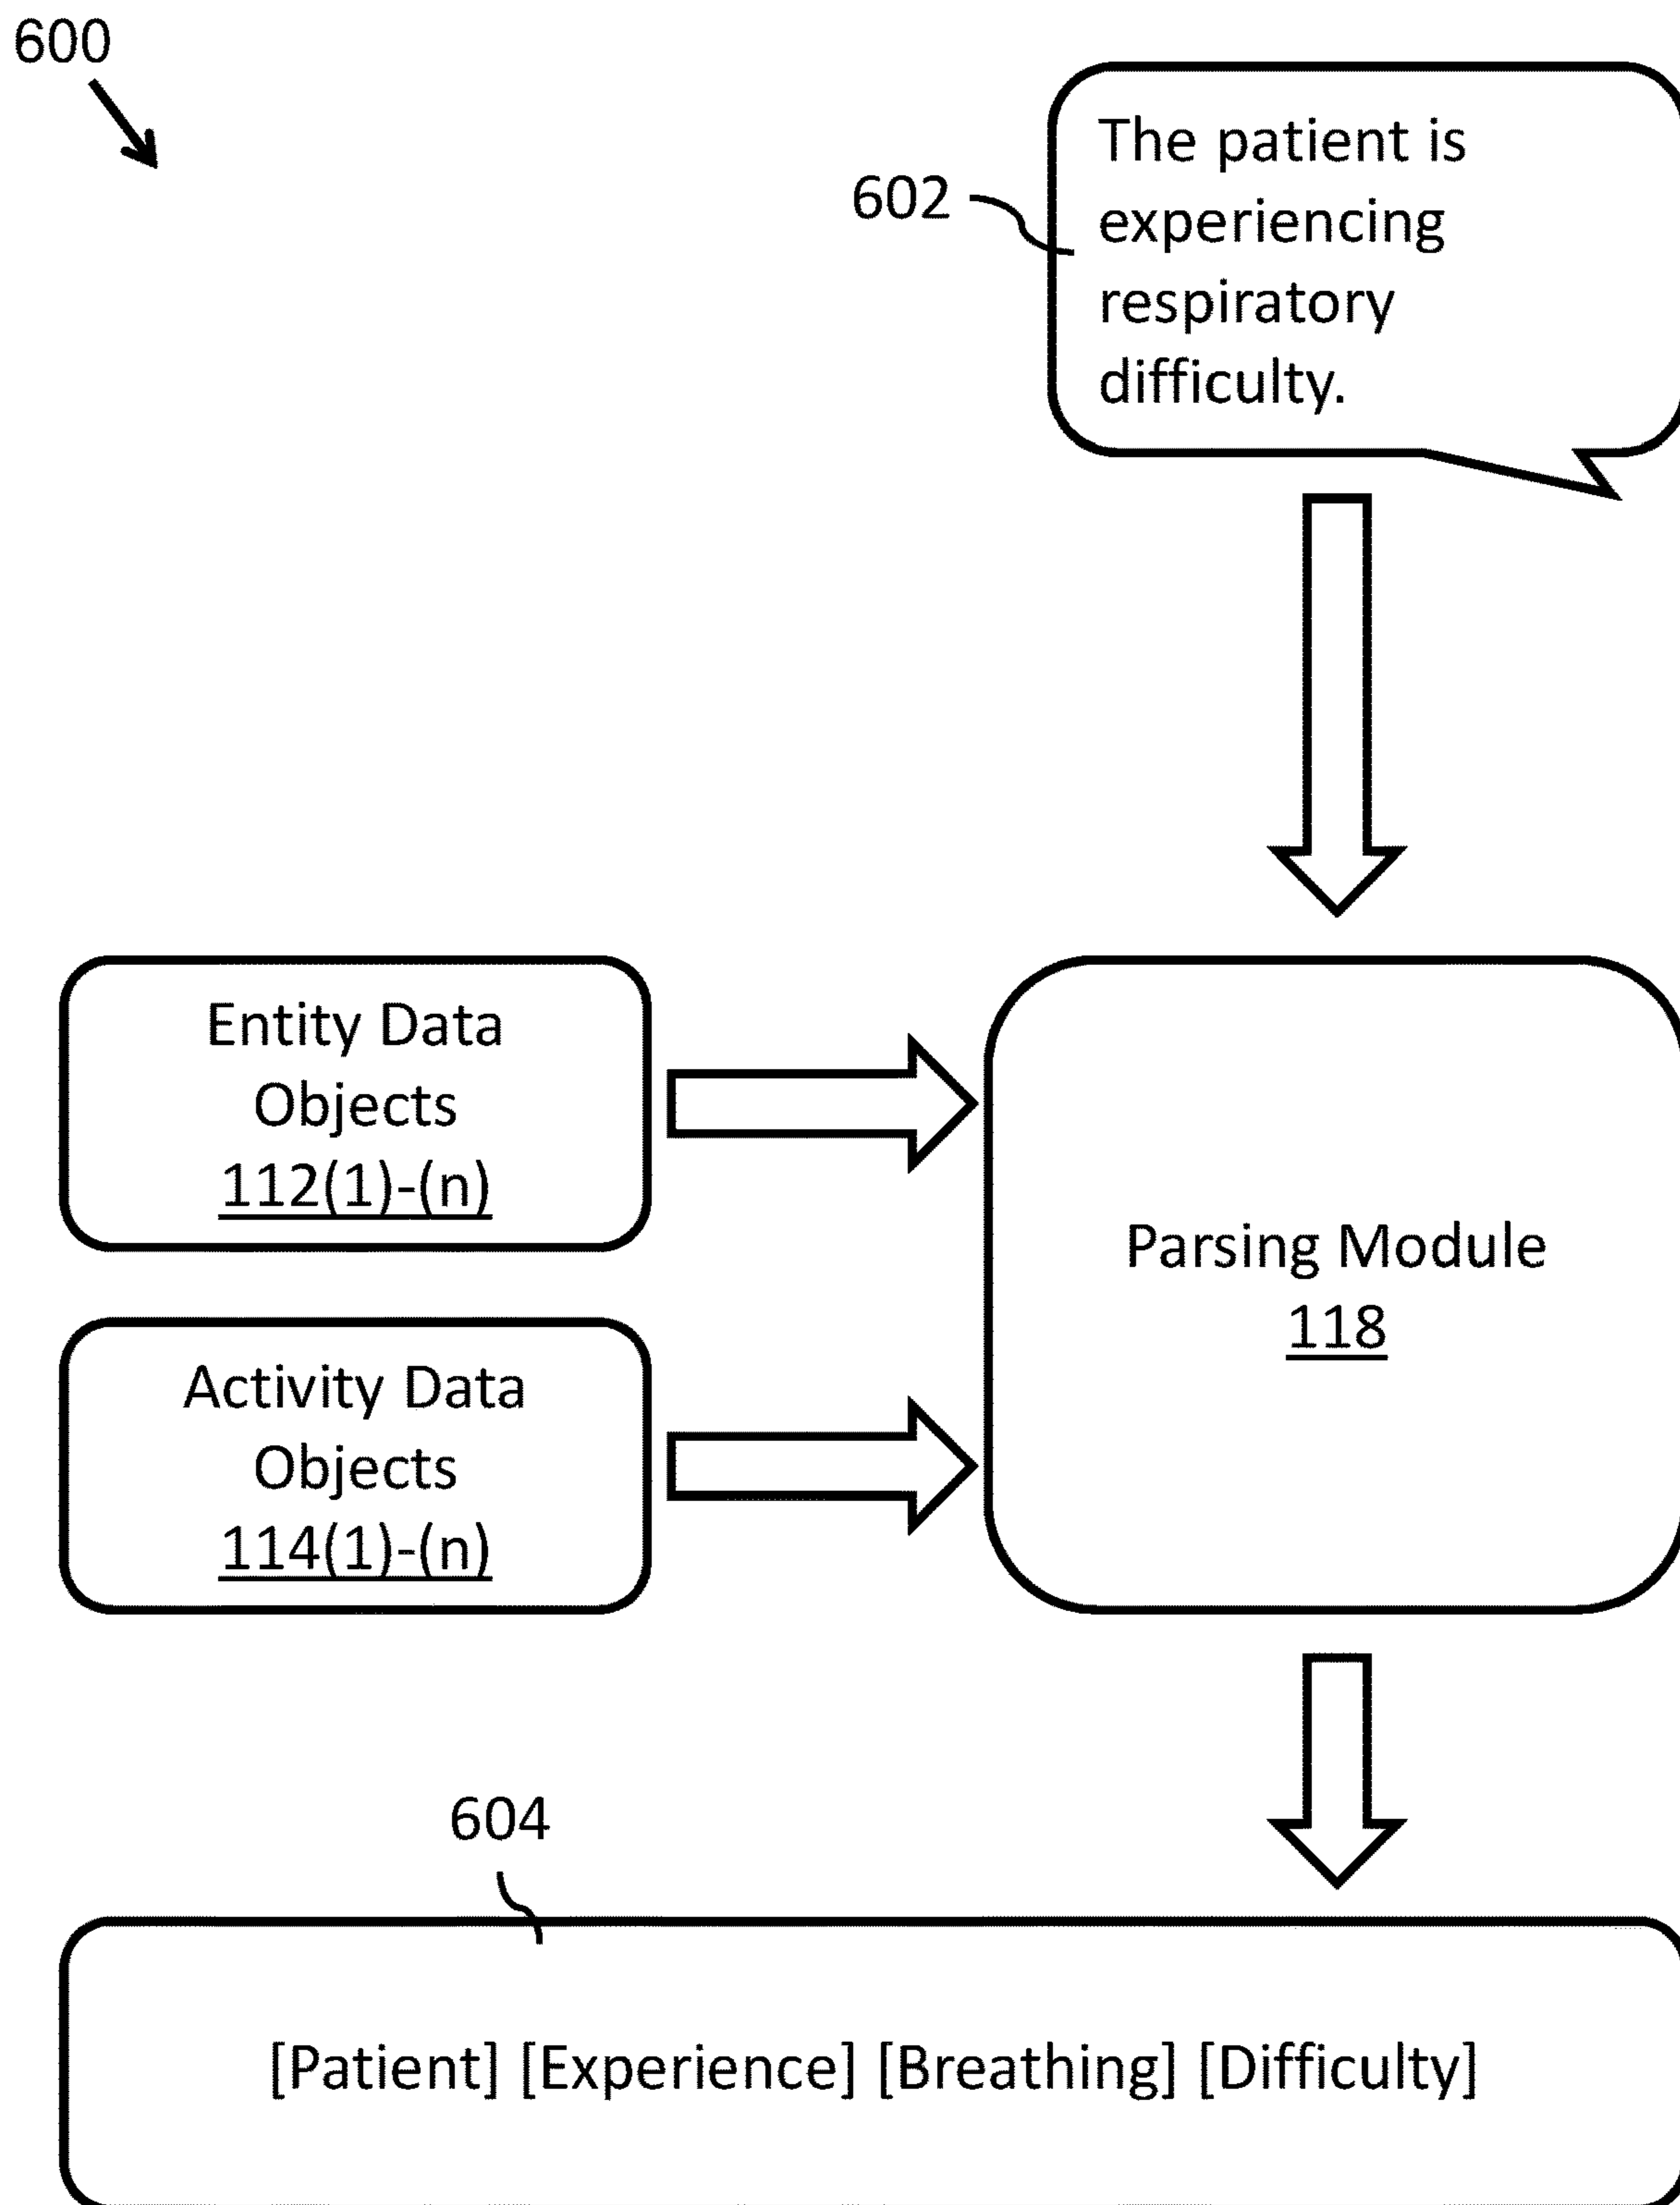 600
602
The patient is
experiencing
respiratory
difficulty.
Entity Data
Objects
112(1)-(n)
Parsing Module
118
Activity Data
Objects
114(1)-(n)
604
[Patient] [Experience] [Breathing] [Difficulty]